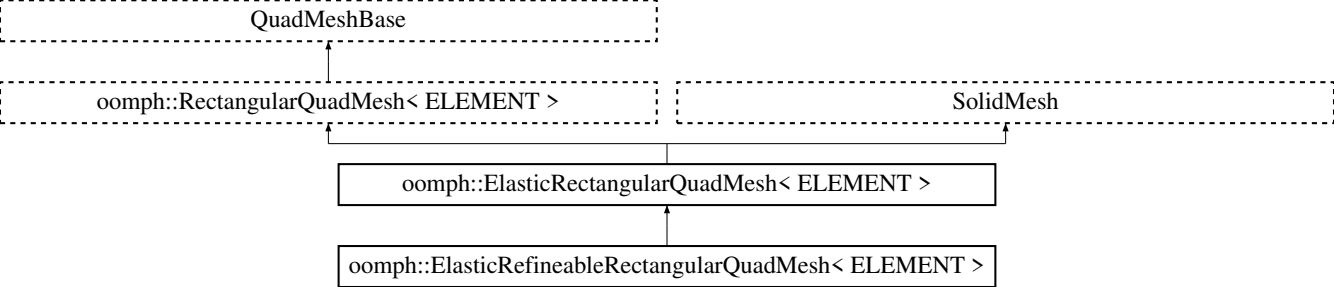 QuadMeshBase
oomph::RectangularQuadMesh< ELEMENT >
SolidMesh
oomph::ElasticRectangularQuadMesh< ELEMENT >
oomph::ElasticRefineableRectangularQuadMesh< ELEMENT >